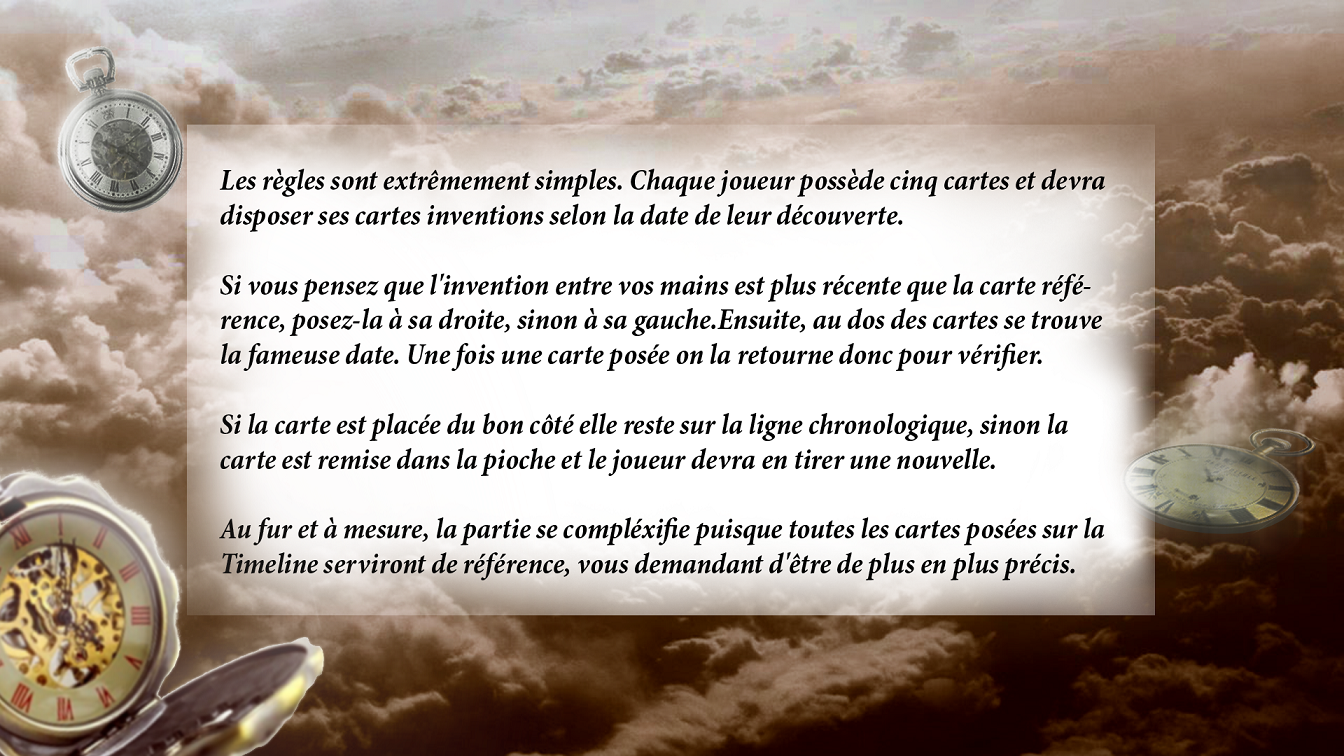 Les règles sont extrêmement simples. Chaque joueur possède cinq cartes et devra
disposer ses cartes inventions selon la date de leur découverte.
Si vous pensez que l'invention entre vos mains est plus récente que la carte réfé-
rence, posez-la à sa droite, sinon à sa gauche.Ensuite, au dos des cartes se trouve
la fameuse date. Une fois une carte posée on la retourne donc pour vérifier.
Si la carte est placée du bon côté elle reste sur la ligne chronologique, sinon la
carte est remise dans la pioche et le joueur devra en tirer une nouvelle.
Au fur et à mesure, la partie se compléxifie puisque toutes les cartes posées sur la
Timeline serviront de référence, vous demandant d'être de plus en plus précis.